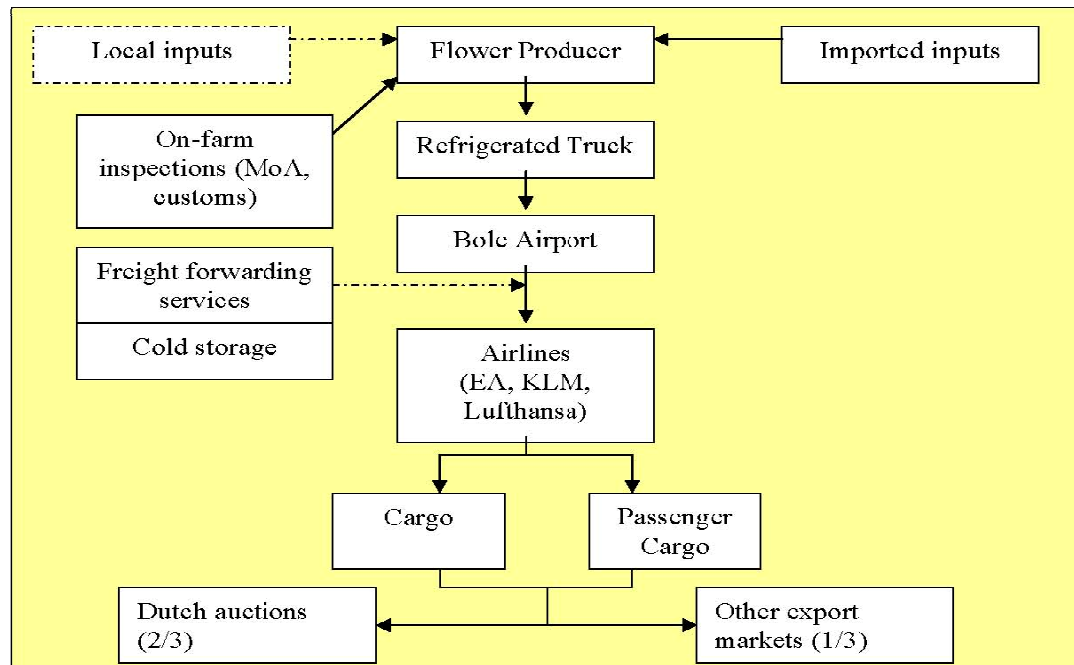 Local inputs
Flower Producer
Imported inputs
On-farm
inspections (MoA,
customs)
Refrigerated Truck
Bole Airport
Freight forwarding
services
Cold storage
Airlines
(EA, KLM,
Lufthansa)
Cargo
Passenger
Cargo
Dutch auctions
(2/3)
Other export
markets (1/3)